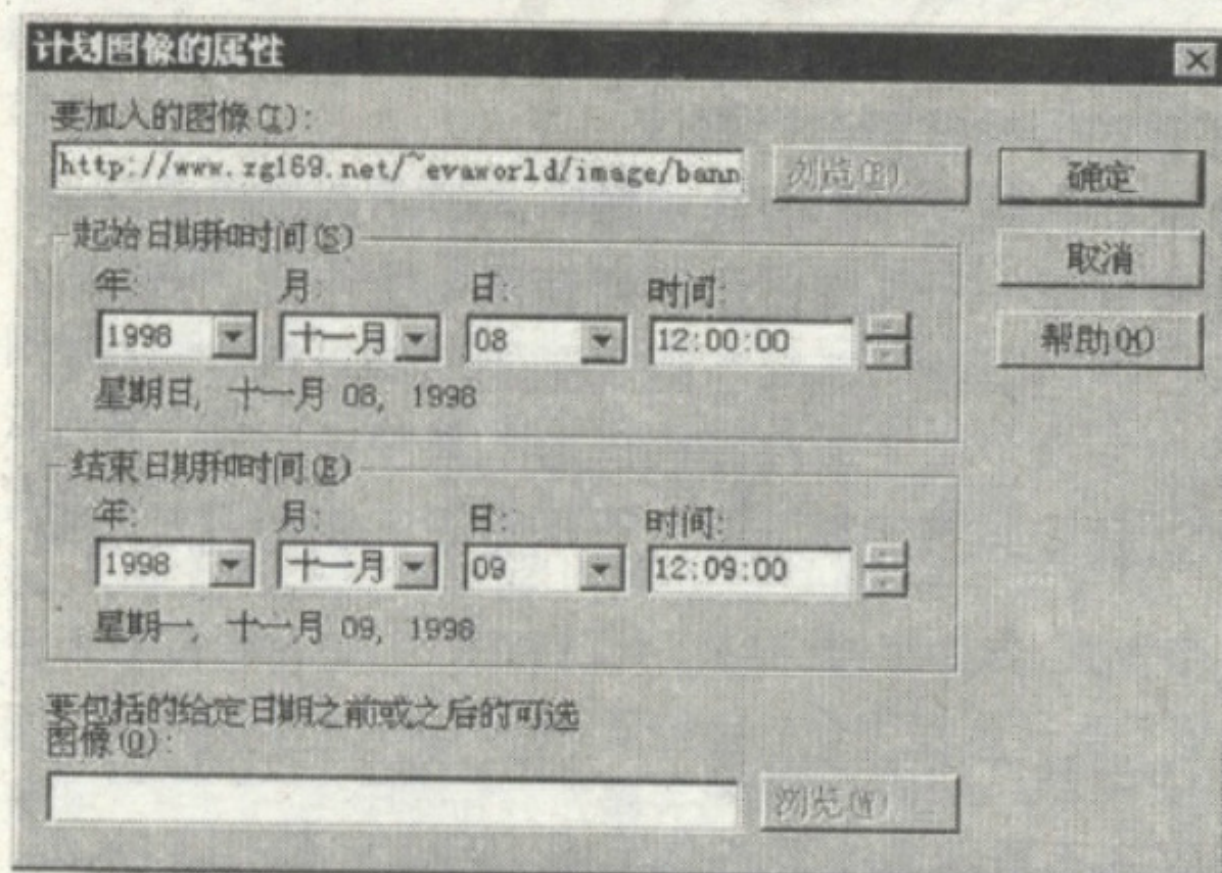 计划图像的属性
要加入的图像(I):
http://www.zg169.net/~evaworld/image/bann
浏览(B)...
确定
取消
帮助(H)
起始日期和时间(S)
年: 月: 日: 时间:
1998 十一月 08 12:00:00
星期日, 十一月 08, 1998
结束日期和时间(E)
年: 月: 日: 时间:
1998 十一月 09 12:09:00
星期一, 十一月 09, 1998
要包括的给定日期之前或之后的可选
图像(O):
浏览(W)...